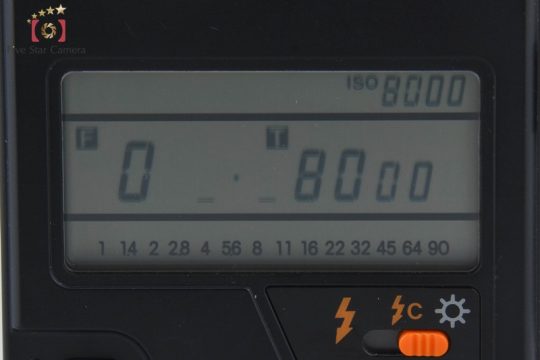 Five Star Camera
ISO 8000
F T
0 _ . _ 8000
1 1.4 2 2.8 4 5.6 8 11 16 22 32 45 64 90
C